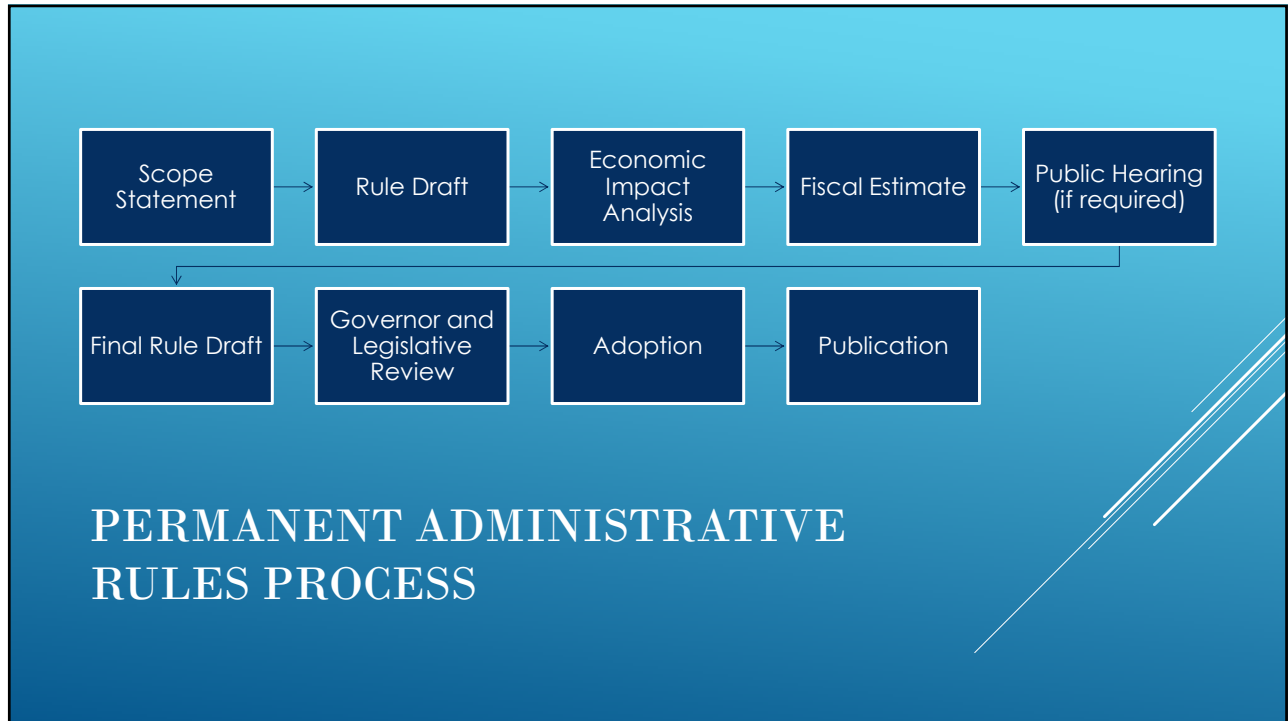 Scope
Statement
Rule Draft
Economic
Impact
Analysis
Fiscal Estimate
Public Hearing
(if required)
Final Rule Draft
Governor and
Legislative
Review
Adoption
Publication
PERMANENT ADMINISTRATIVE
RULES PROCESS